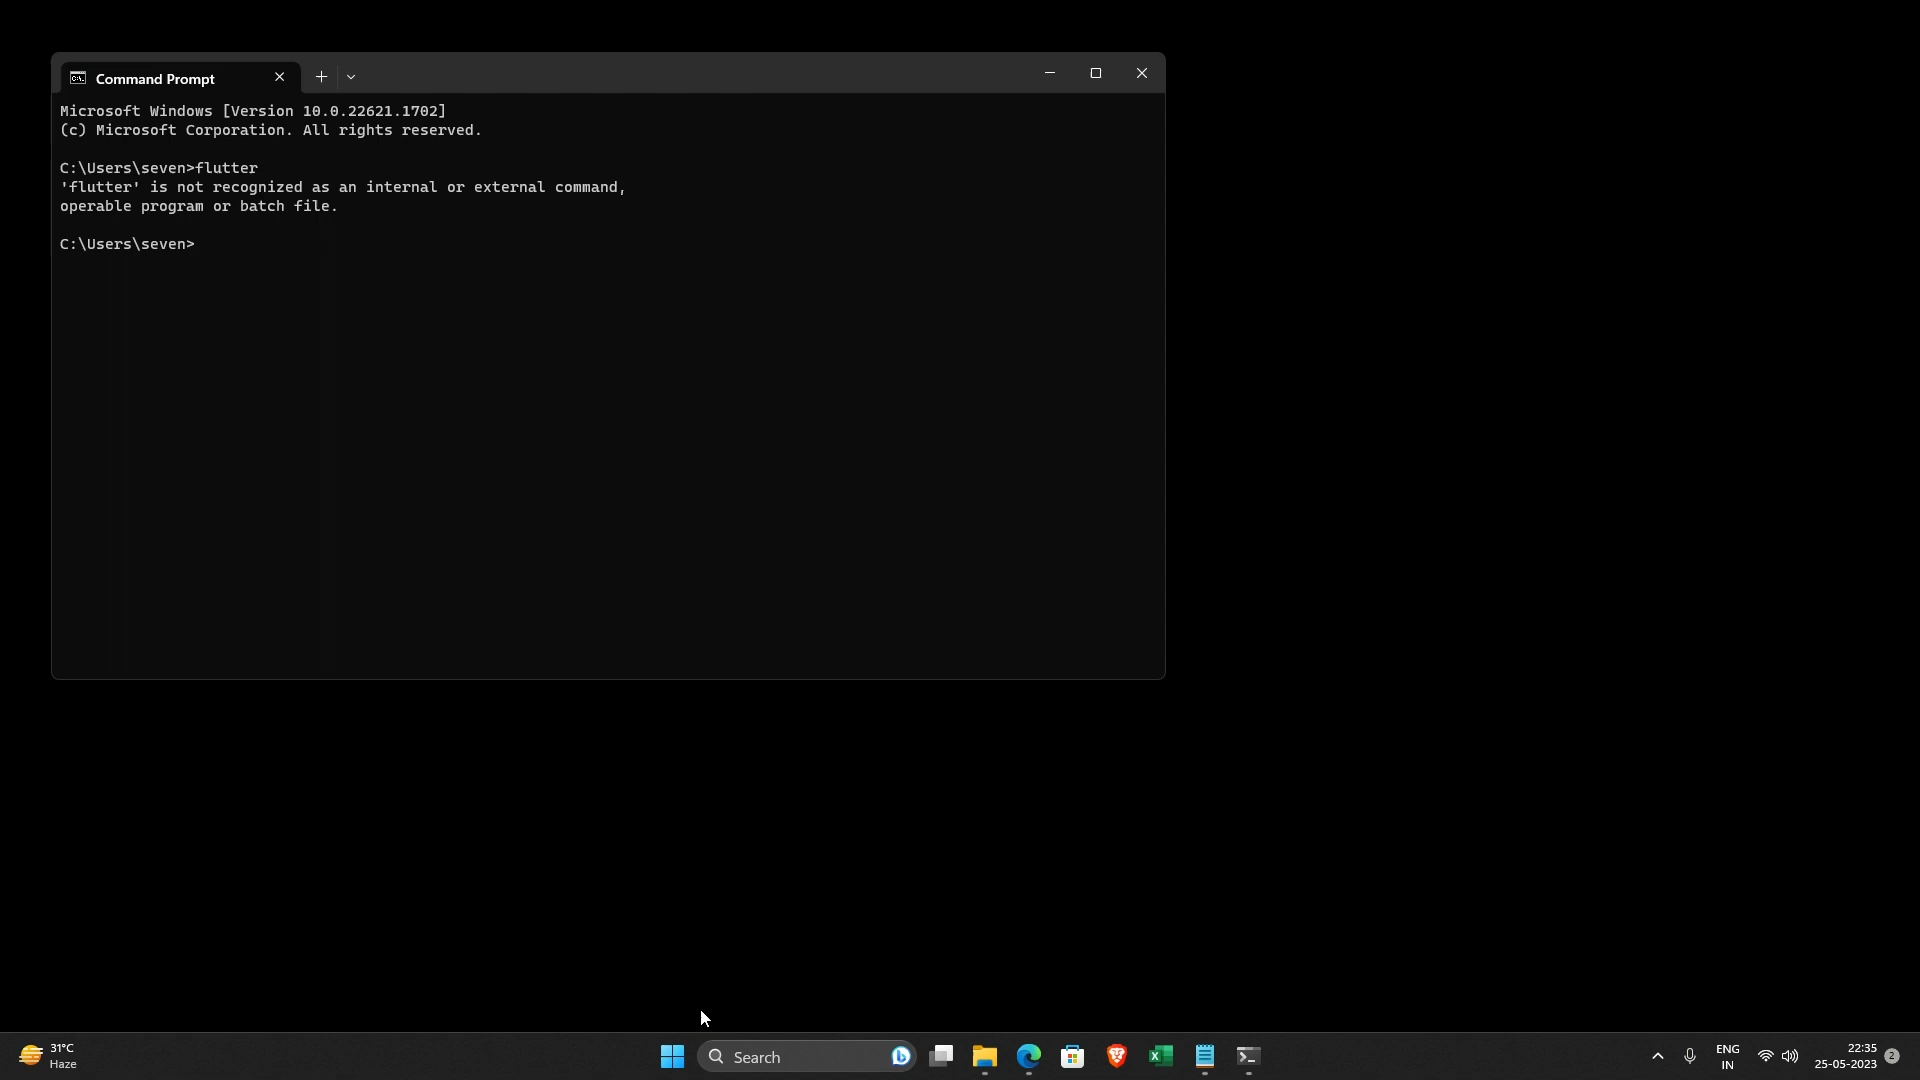 Command Prompt
Microsoft Windows [Version 10.0.22621.1702]
(c) Microsoft Corporation. All rights reserved.
C:\Users\seven>flutter
'flutter' is not recognized as an internal or external command,
operable program or batch file.
C:\Users\seven>
31°C
Haze
Search
ENG
IN
22:35
25-05-2023
2